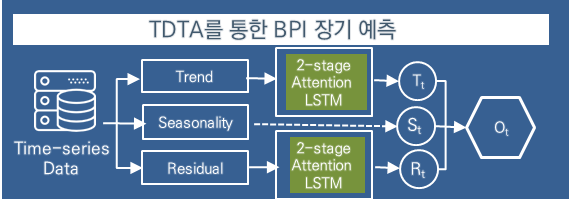 TDTA를 통한 BPI 장기 예측
Time-series
Data
Trend
Seasonality
Residual
2-stage
Attention
LSTM
2-stage
Attention
LSTM
Tt
St
Rt
Ot